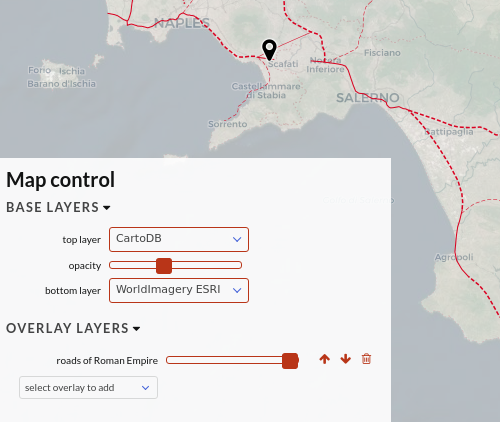 NAPLES
Scafati
Nocera
Inferiore
Fisciano
Forio
Ischia
Barano d'Ischia
Castellammare
di Stabia
SALERNO
Sorrento
Battipaglia
Agropoli
Map control
BASE LAYERS
top layer CartoDB
opacity
bottom layer WorldImagery ESRI
OVERLAY LAYERS
roads of Roman Empire
select overlay to add